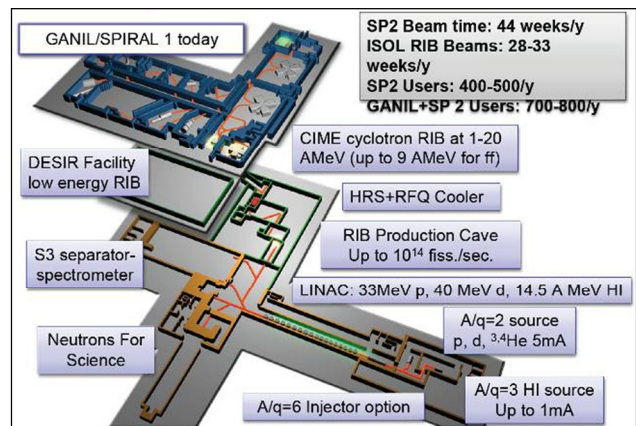 GANIL/SPIRAL 1 today
SP2 Beam time: 44 weeks/y
ISOL RIB Beams: 28-33
weeks/y
SP2 Users: 400-500/y
GANIL+SP 2 Users: 700-800/y
CIME cyclotron RIB at 1-20
AMeV (up to 9 AMeV for ff)
DESIR Facility
low energy RIB
HRS+RFQ Cooler
RIB Production Cave
Up to 10¹⁴ fiss./sec.
S3 separator-
spectrometer
LINAC: 33MeV p, 40 MeV d, 14.5 A MeV HI
A/q=2 source
p, d, ³,⁴He 5mA
Neutrons For
Science
A/q=3 HI source
Up to 1mA
A/q=6 Injector option